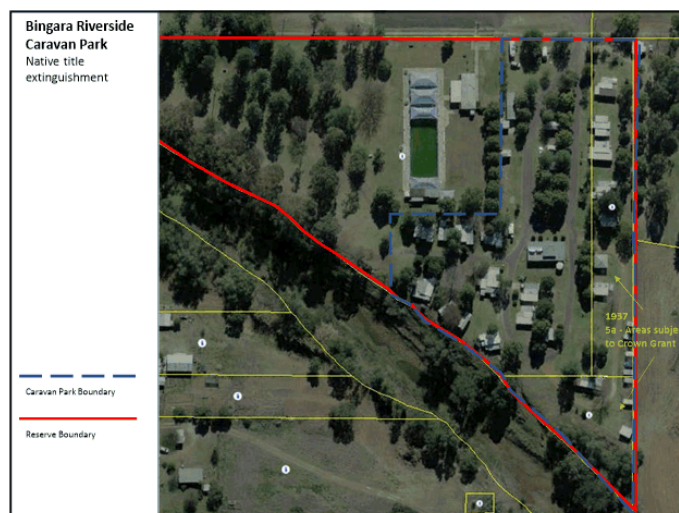 Bingara Riverside
Caravan Park
Native title
extinguishment
1937
5a - Areas subje
to Crown Grant
Caravan Park Boundary
Reserve Boundary